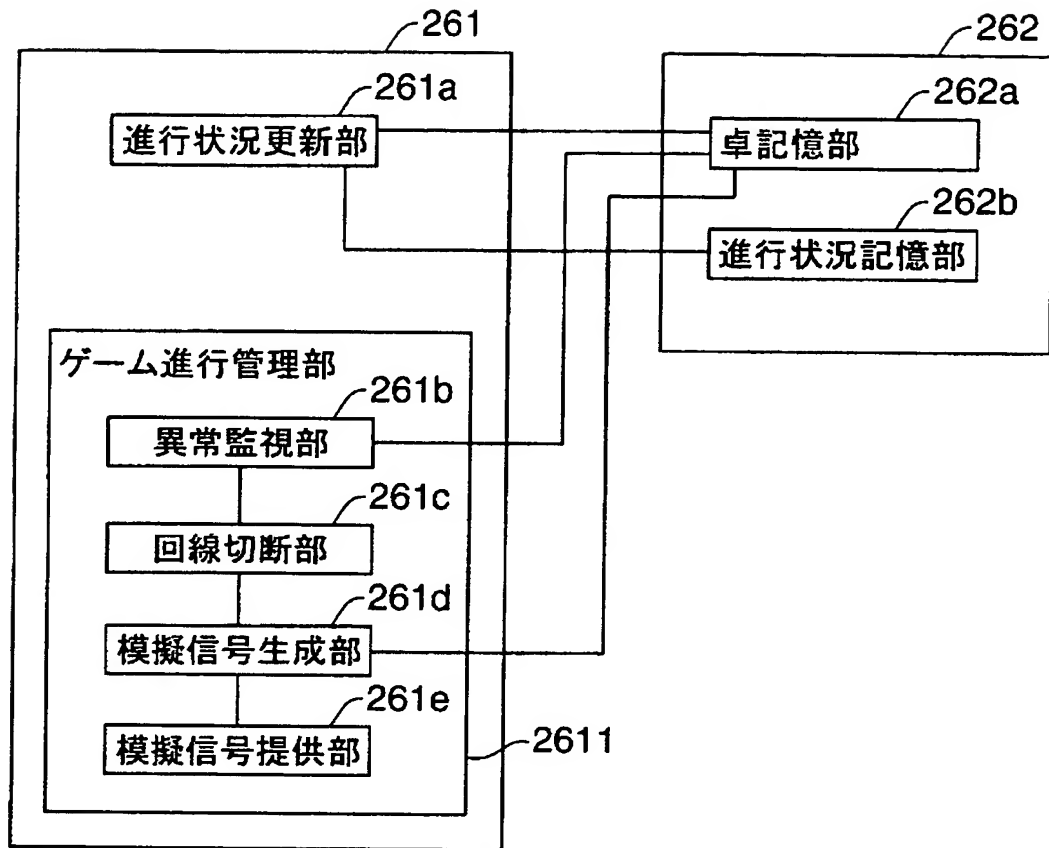 261
262
261a
進行状況更新部
262a
卓記憶部
262b
進行状況記憶部
ゲーム進行管理部
261b
異常監視部
261c
回線切断部
261d
模擬信号生成部
261e
模擬信号提供部
2611